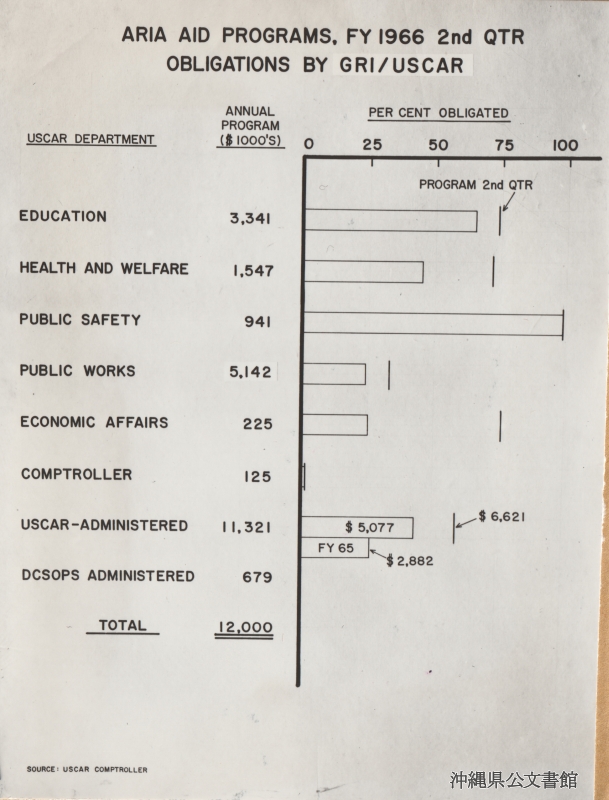 ARIA AID PROGRAMS, FY 1966 2nd QTR
OBLIGATIONS BY GRI/USCAR
USCAR DEPARTMENT
ANNUAL
PROGRAM
($ 1000'S)
PER CENT OBLIGATED
0 25 50 75 100
PROGRAM 2nd QTR
EDUCATION 3,341
HEALTH AND WELFARE 1,547
PUBLIC SAFETY 941
PUBLIC WORKS 5,142
ECONOMIC AFFAIRS 225
COMPTROLLER 125
USCAR-ADMINISTERED 11,321 $ 5,077 $ 6,621
FY 65 $ 2,882
DCSOPS ADMINISTERED 679
TOTAL 12,000
SOURCE: USCAR COMPTROLLER
沖縄県公文書館